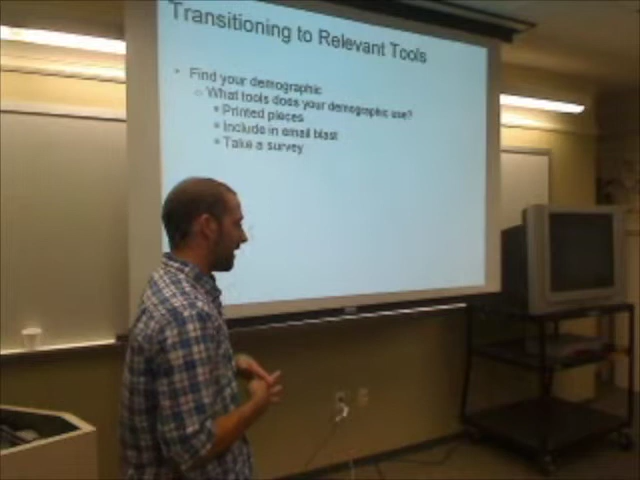 Transitioning to Relevant Tools
• Find your demographic
○ What tools does your demographic use?
▪ Printed pieces
▪ Include in email blast
▪ Take a survey